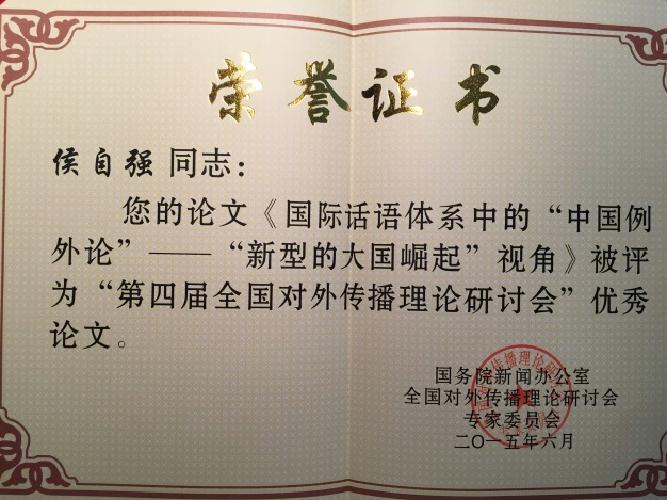 荣誉证书
侯自强 同志：
您的论文《国际话语体系中的“中国例
外论”——“新型的大国崛起”视角》被评
为“第四届全国对外传播理论研讨会”优秀
论文。
国务院新闻办公室
全国对外传播理论研讨会
专家委员会
二〇一五年六月